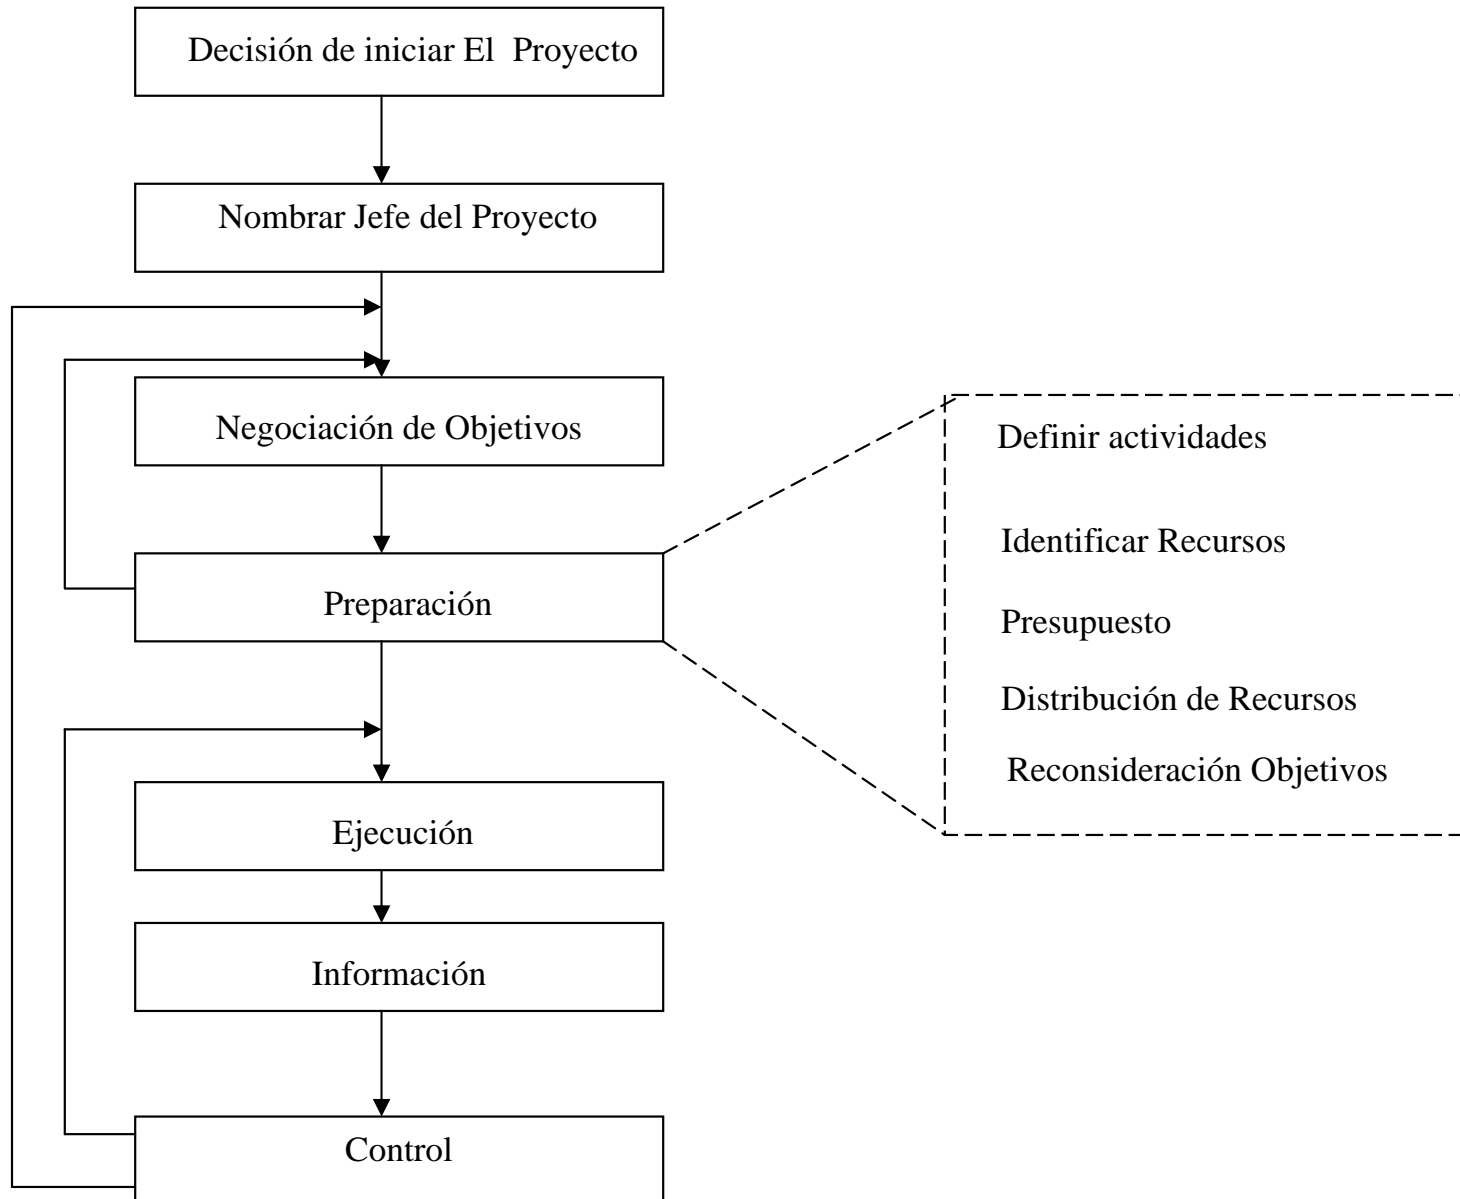 Decisión de iniciar El Proyecto
Nombrar Jefe del Proyecto
Negociación de Objetivos
Preparación
Ejecución
Información
Control
Definir actividades
Identificar Recursos
Presupuesto
Distribución de Recursos
Reconsideración Objetivos